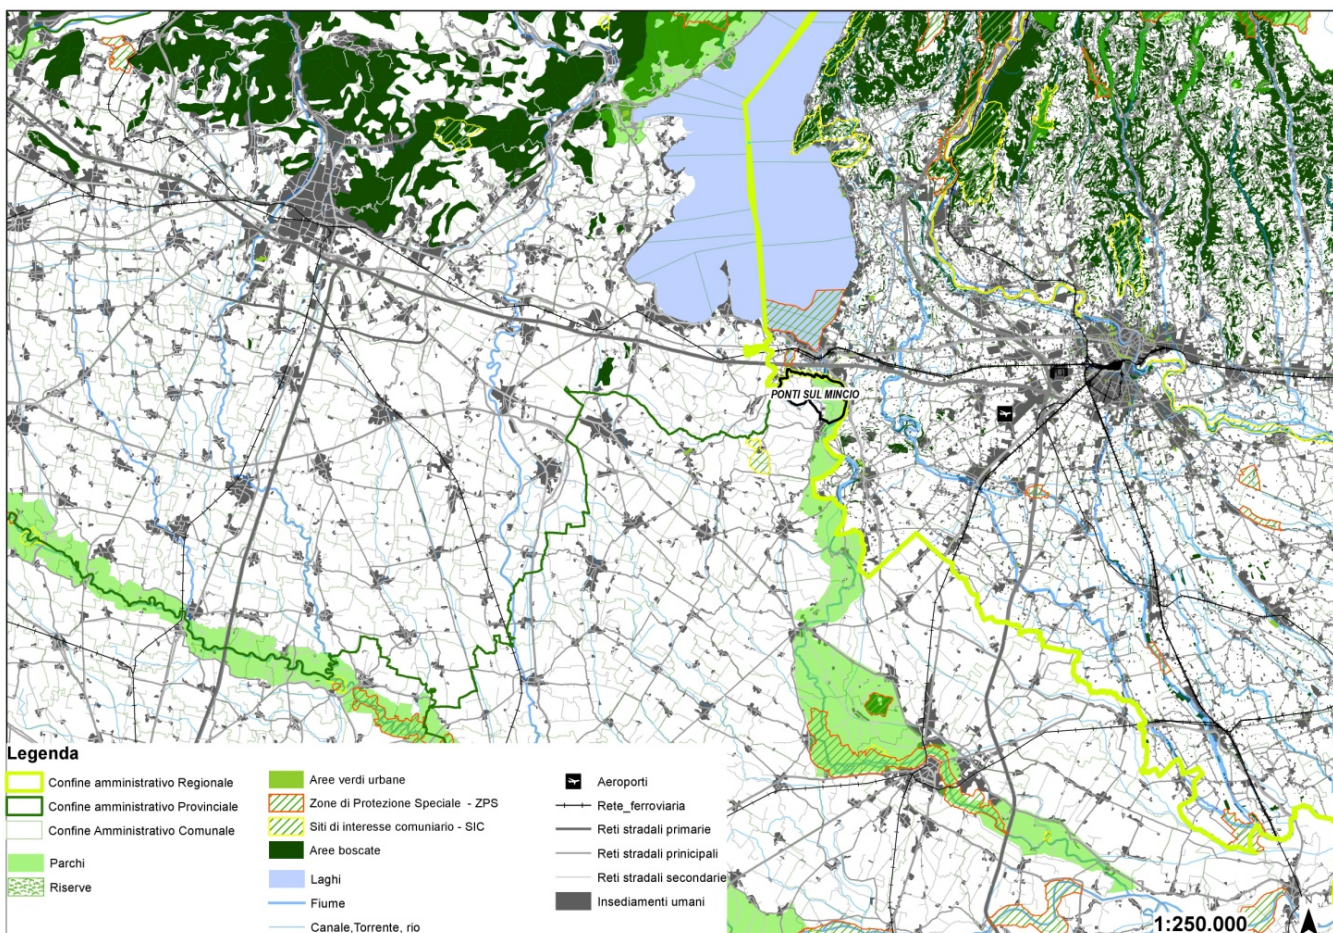 PONTI SUL MINCIO
Legenda
Confine amministrativo Regionale
Confine amministrativo Provinciale
Confine Amministrativo Comunale
Parchi
Riserve
Aree verdi urbane
Zone di Protezione Speciale - ZPS
Siti di interesse comuniario - SIC
Aree boscate
Laghi
Fiume
Canale,Torrente, rio
Aeroporti
Rete_ferroviaria
Reti stradali primarie
Reti stradali prinicipali
Reti stradali secondarie
Insediamenti umani
1:250.000